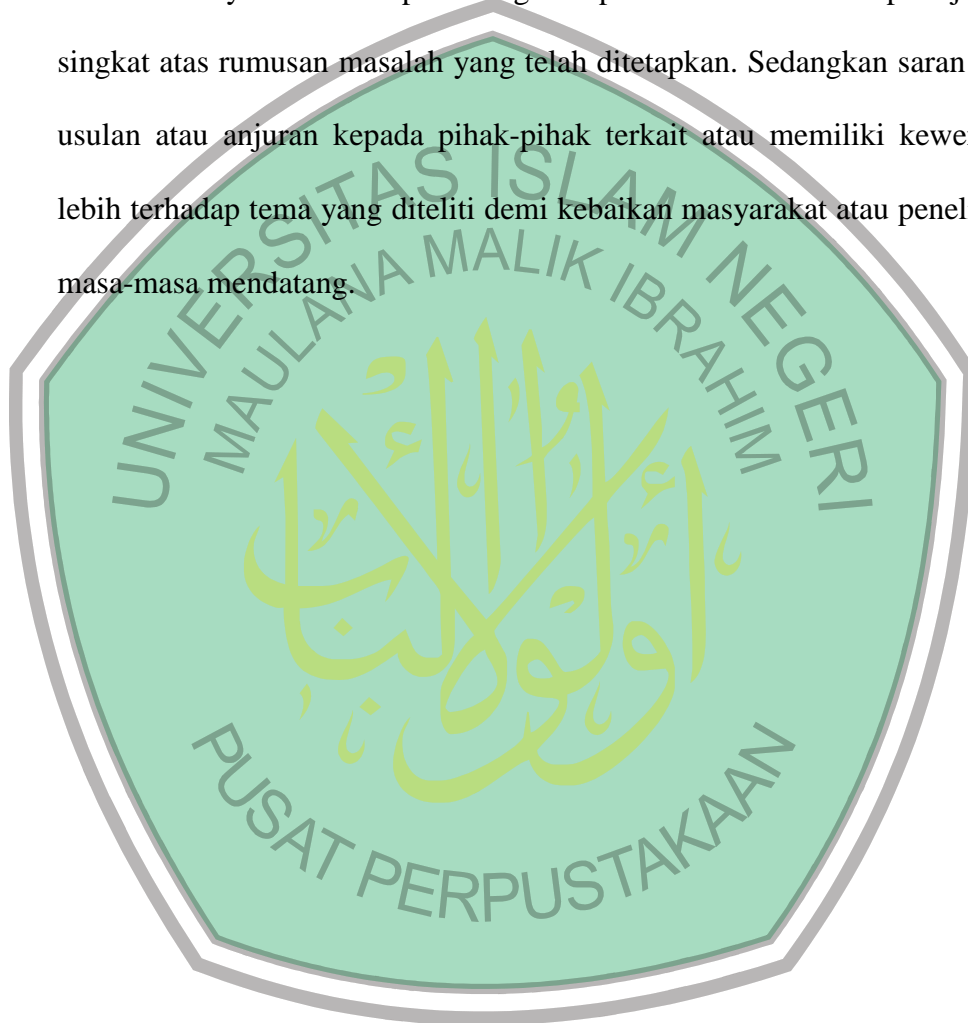 singkat atas rumusan masalah yang telah ditetapkan. Sedangkan saran
usulan atau anjuran kepada pihak-pihak terkait atau memiliki
lebih terhadap tema yang diteliti demi kebaikan masyarakat atau
masa-masa mendatang.
UNIVERSITAS ISLAM NEGERI
MAULANA MALIK IBRAHIM
أولوا الألباب
PUSAT PERPUSTAKAAN